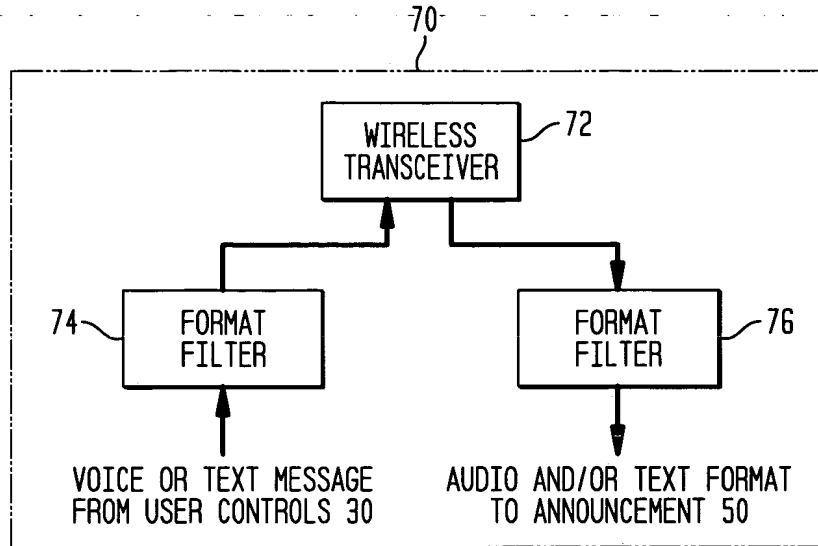 70
WIRELESS
TRANSCEIVER
72
74
FORMAT
FILTER
FORMAT
FILTER
76
VOICE OR TEXT MESSAGE
FROM USER CONTROLS 30
AUDIO AND/OR TEXT FORMAT
TO ANNOUNCEMENT 50